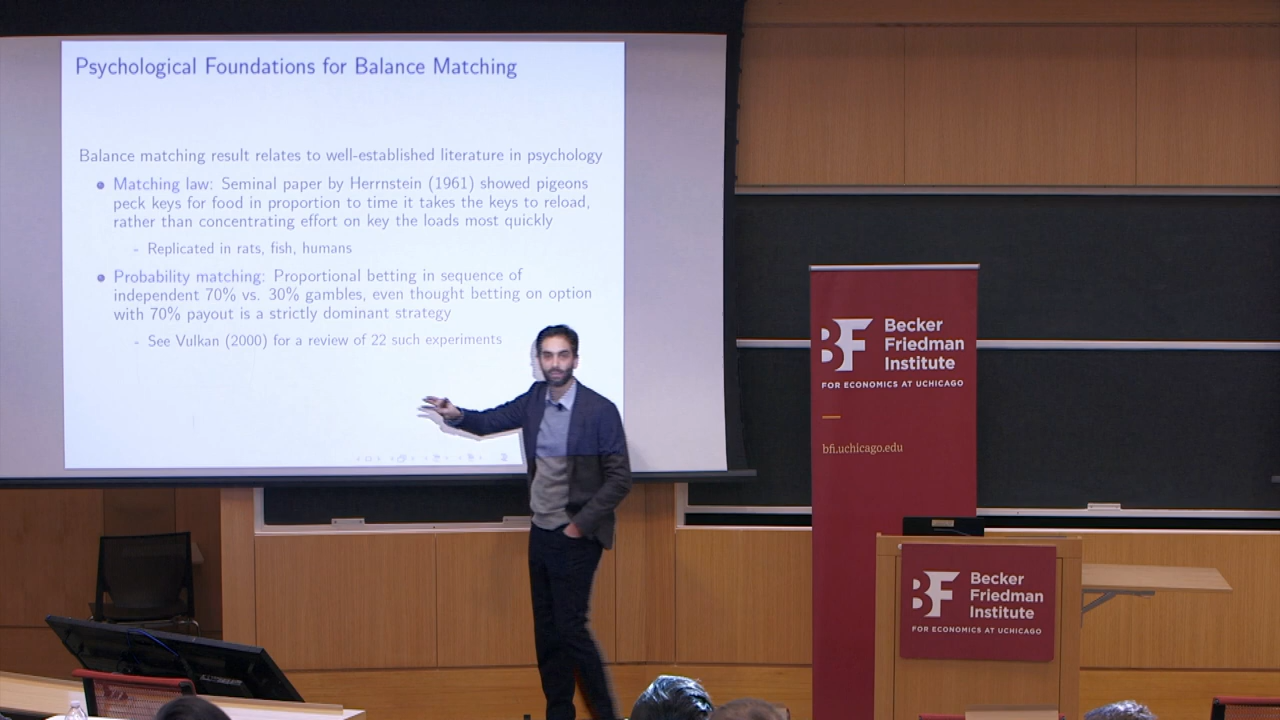 Psychological Foundations for Balance Matching
Balance matching result relates to well-established literature in psychology
Matching law: Seminal paper by Herrnstein (1961) showed pigeons
peck keys for food in proportion to time it takes the keys to reload,
rather than concentrating effort on key the loads most quickly
- Replicated in rats, fish, humans
Probability matching: Proportional betting in sequence of
independent 70% vs. 30% gambles, even thought betting on option
with 70% payout is a strictly dominant strategy
- See Vulkan (2000) for a review of 22 such experiments
BF
Becker
Friedman
Institute
FOR ECONOMICS AT UCHICAGO
bfi.uchicago.edu
BF
Becker
Friedman
Institute
FOR ECONOMICS AT UCHICAGO